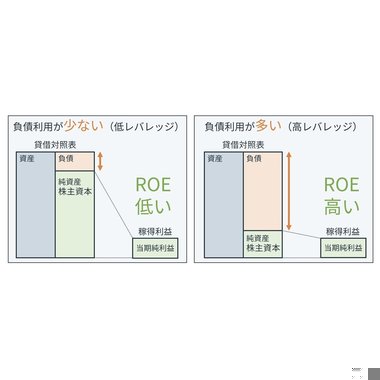 負債利用が少ない（低レバレッジ）
貸借対照表
資産
負債
純資産
株主資本
ROE
低い
稼得利益
当期純利益
負債利用が多い（高レバレッジ）
貸借対照表
資産
負債
純資産
株主資本
ROE
高い
稼得利益
当期純利益